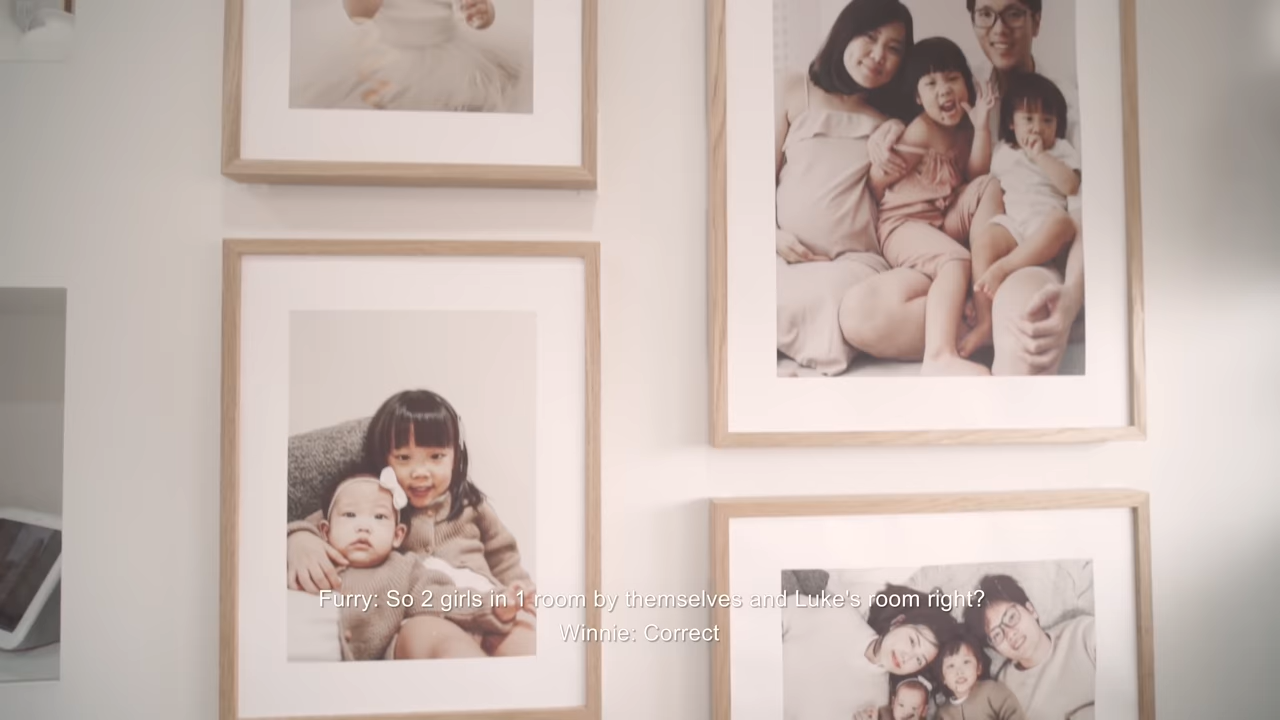 Furry: So 2 girls in 1 room by themselves and Luke's room right?
Winnie: Correct